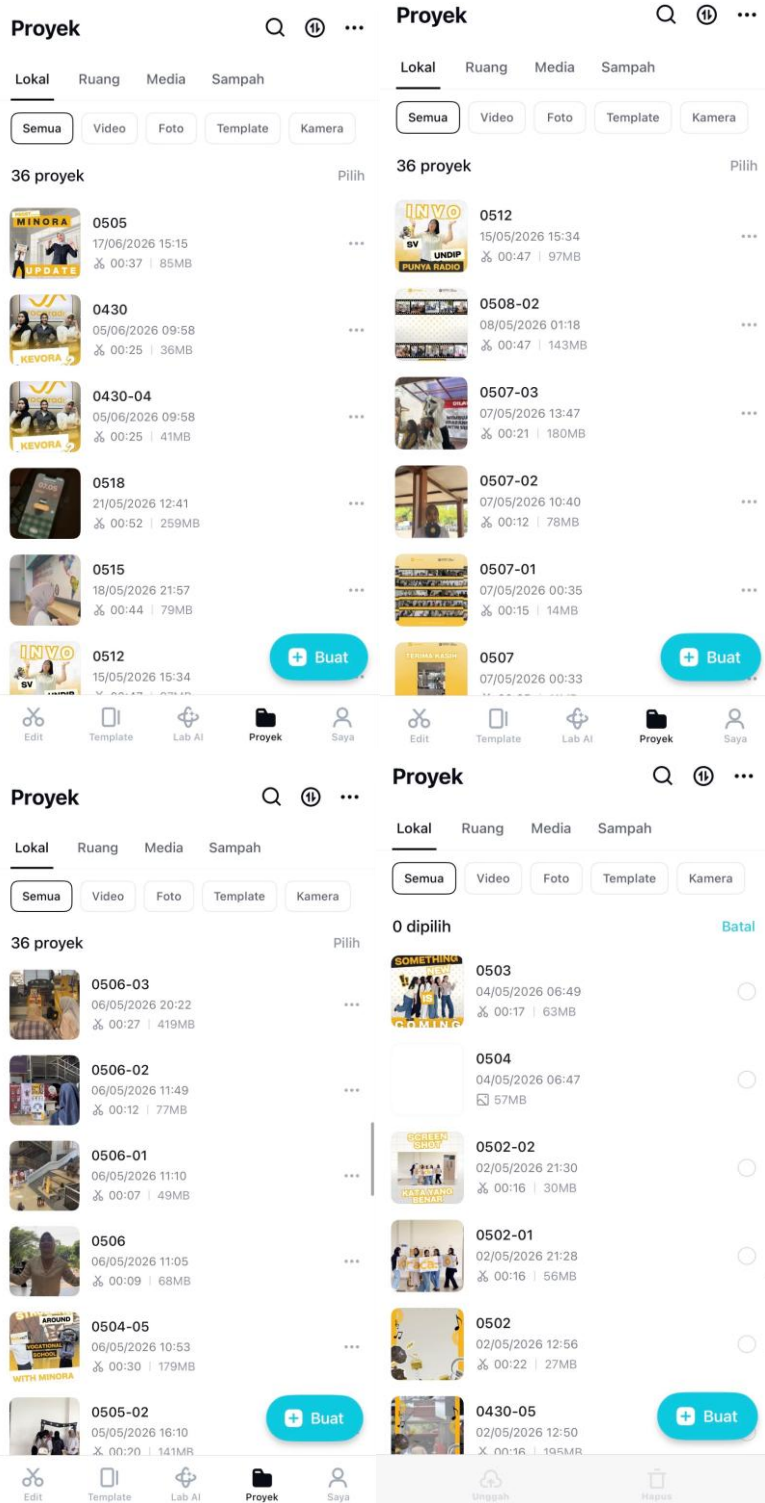 Proyek
Lokal Ruang Media Sampah
Semua Video Foto Template Kamera
36 proyek Pilih
MINORA
UPDATE
0505
17/06/2026 15:15
00:37 | 85MB
KEVORA
0430
05/06/2026 09:58
00:25 | 36MB
KEVORA
0430-04
05/06/2026 09:58
00:25 | 41MB
0518
21/05/2026 12:41
00:52 | 259MB
0515
18/05/2026 21:57
00:44 | 79MB
INVO
SV
UNDIP
0512
15/05/2026 15:34
Buat
Edit Template Lab AI Proyek Saya
Proyek
Lokal Ruang Media Sampah
Semua Video Foto Template Kamera
36 proyek Pilih
INVO
SV
UNDIP
PUNYA RADIO
0512
15/05/2026 15:34
00:47 | 97MB
0508-02
08/05/2026 01:18
00:47 | 143MB
0507-03
07/05/2026 13:47
00:21 | 180MB
0507-02
07/05/2026 10:40
00:12 | 78MB
0507-01
07/05/2026 00:35
00:15 | 14MB
TERIMA KASIH
0507
07/05/2026 00:33
Buat
Edit Template Lab AI Proyek Saya
Proyek
Lokal Ruang Media Sampah
Semua Video Foto Template Kamera
36 proyek Pilih
0506-03
06/05/2026 20:22
00:27 | 419MB
0506-02
06/05/2026 11:49
00:12 | 77MB
0506-01
06/05/2026 11:10
00:07 | 49MB
0506
06/05/2026 11:05
00:09 | 68MB
AROUND
VOCATIONAL
SCHOOL
WITH MINORA
0504-05
06/05/2026 10:53
00:30 | 179MB
0505-02
05/05/2026 16:10
00:20 | 141MB
Buat
Edit Template Lab AI Proyek Saya
Proyek
Lokal Ruang Media Sampah
Semua Video Foto Template Kamera
0 dipilih Batal
SOMETHING
NEW
IS
COMING
0503
04/05/2026 06:49
00:17 | 63MB
0504
04/05/2026 06:47
57MB
SCREEN
SHOT
KATA YANG
BENAR
0502-02
02/05/2026 21:30
00:16 | 30MB
0502-01
02/05/2026 21:28
00:16 | 56MB
0502
02/05/2026 12:56
00:22 | 27MB
0430-05
02/05/2026 12:50
00:16 | 195MB
Buat
Unggah Hapus